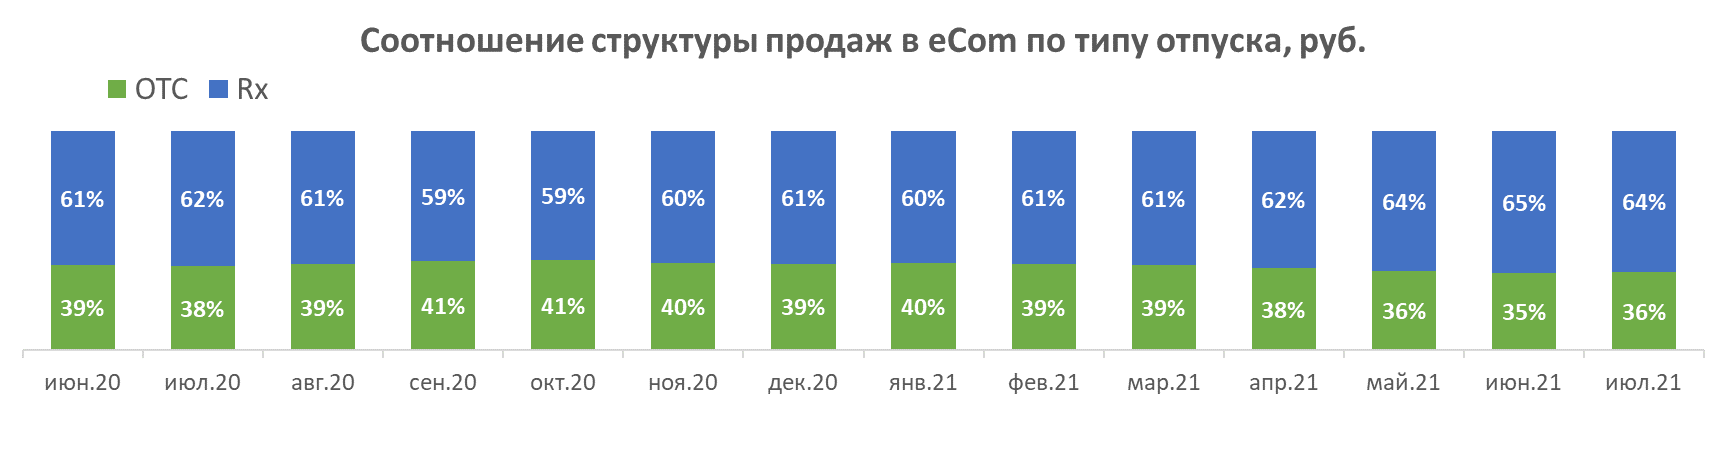 Соотношение структуры продаж в eCom по типу отпуска, руб.
OTC Rx
61% 62% 61% 59% 59% 60% 61% 60% 61% 61% 62% 64% 65% 64%
39% 38% 39% 41% 41% 40% 39% 40% 39% 39% 38% 36% 35% 36%
июн.20 июл.20 авг.20 сен.20 окт.20 ноя.20 дек.20 янв.21 фев.21 мар.21 апр.21 май.21 июн.21 июл.21